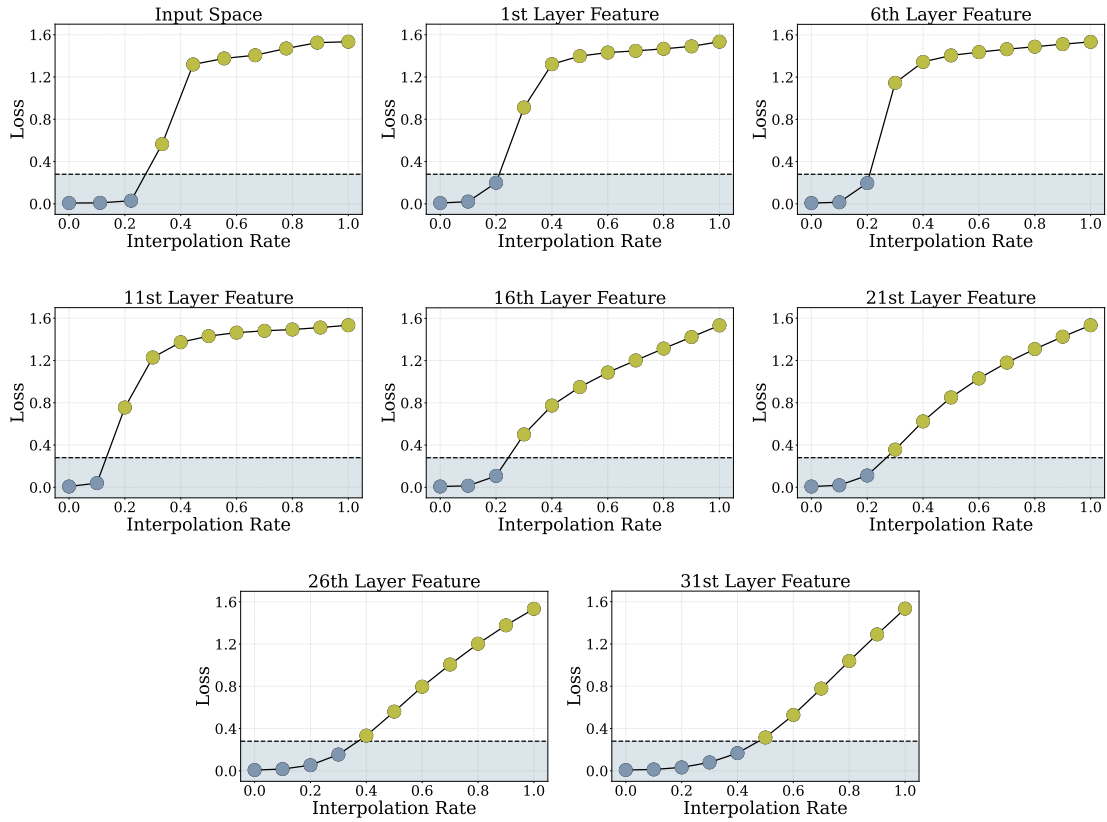 Input Space
1st Layer Feature
6th Layer Feature
1.6
1.2
0.8
0.4
0.0
Loss
0.0 0.2 0.4 0.6 0.8 1.0
Interpolation Rate
1.6
1.2
0.8
0.4
0.0
Loss
0.0 0.2 0.4 0.6 0.8 1.0
Interpolation Rate
1.6
1.2
0.8
0.4
0.0
Loss
0.0 0.2 0.4 0.6 0.8 1.0
Interpolation Rate
11st Layer Feature
16th Layer Feature
21st Layer Feature
1.6
1.2
0.8
0.4
0.0
Loss
0.0 0.2 0.4 0.6 0.8 1.0
Interpolation Rate
1.6
1.2
0.8
0.4
0.0
Loss
0.0 0.2 0.4 0.6 0.8 1.0
Interpolation Rate
1.6
1.2
0.8
0.4
0.0
Loss
0.0 0.2 0.4 0.6 0.8 1.0
Interpolation Rate
26th Layer Feature
31st Layer Feature
1.6
1.2
0.8
0.4
0.0
Loss
0.0 0.2 0.4 0.6 0.8 1.0
Interpolation Rate
1.6
1.2
0.8
0.4
0.0
Loss
0.0 0.2 0.4 0.6 0.8 1.0
Interpolation Rate